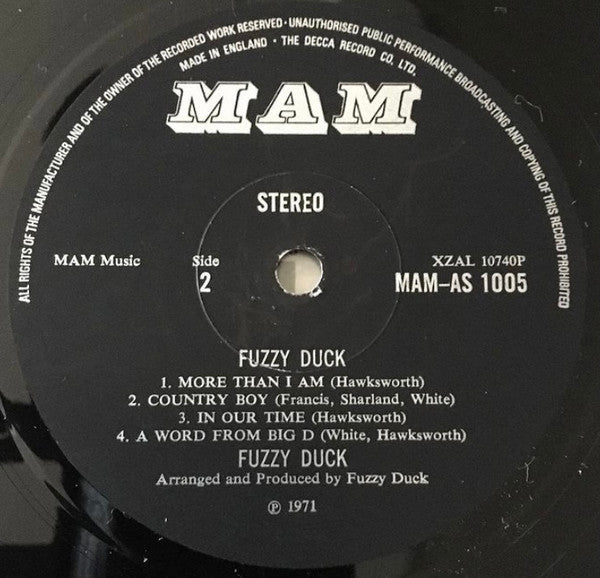 ALL RIGHTS OF THE MANUFACTURER AND OF THE OWNER OF THE RECORDED WORK RESERVED · UNAUTHORISED PUBLIC PERFORMANCE BROADCASTING AND COPYING OF THIS RECORD PROHIBITED
MADE IN ENGLAND · THE DECCA RECORD CO. LTD.
MAM
STEREO
MAM Music Side XZAL 10740P
2 MAM–AS 1005
FUZZY DUCK
1. MORE THAN I AM (Hawksworth)
2. COUNTRY BOY (Francis, Sharland, White)
3. IN OUR TIME (Hawksworth)
4. A WORD FROM BIG D (White, Hawksworth)
FUZZY DUCK
Arranged and Produced by Fuzzy Duck
℗ 1971